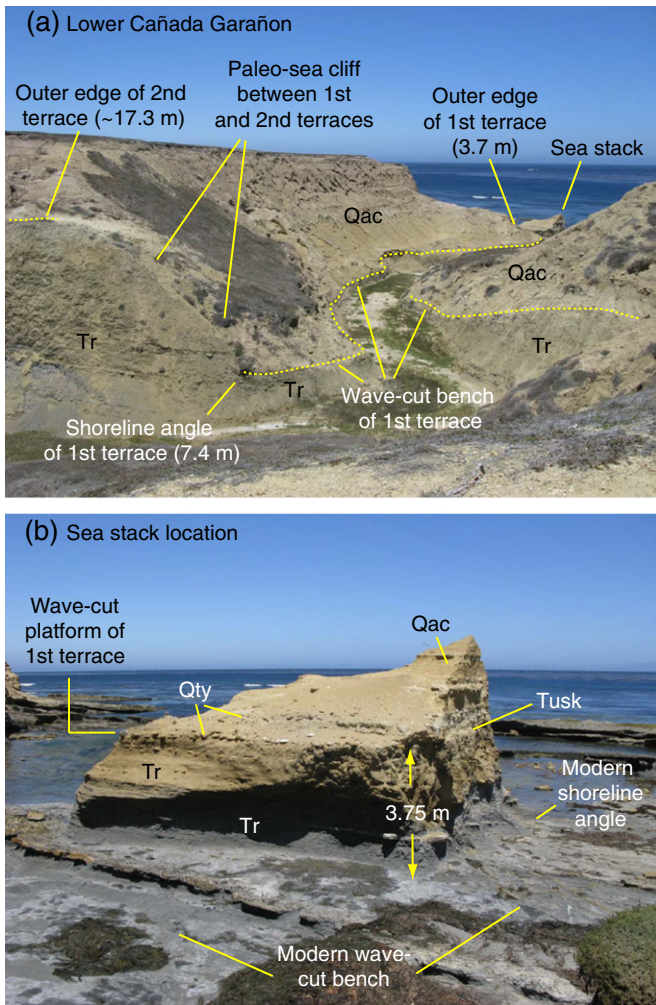 (a) Lower Cañada Garañon
Outer edge of 2nd
terrace (~17.3 m)
Paleo-sea cliff
between 1st
and 2nd terraces
Outer edge
of 1st terrace
(3.7 m)
Sea stack
Qac
Qac
Tr
Tr
Tr
Wave-cut bench
of 1st terrace
Shoreline angle
of 1st terrace (7.4 m)
(b) Sea stack location
Wave-cut
platform of
1st terrace
Qac
Qty
Tusk
Tr
Modern
shoreline
angle
3.75 m
Tr
Modern wave-
cut bench